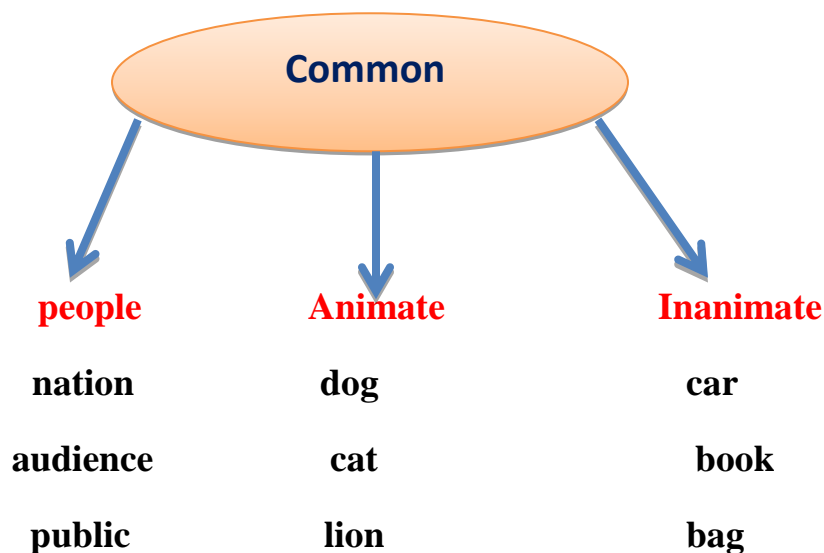 Common
people Animate Inanimate
nation dog car
audience cat book
public lion bag